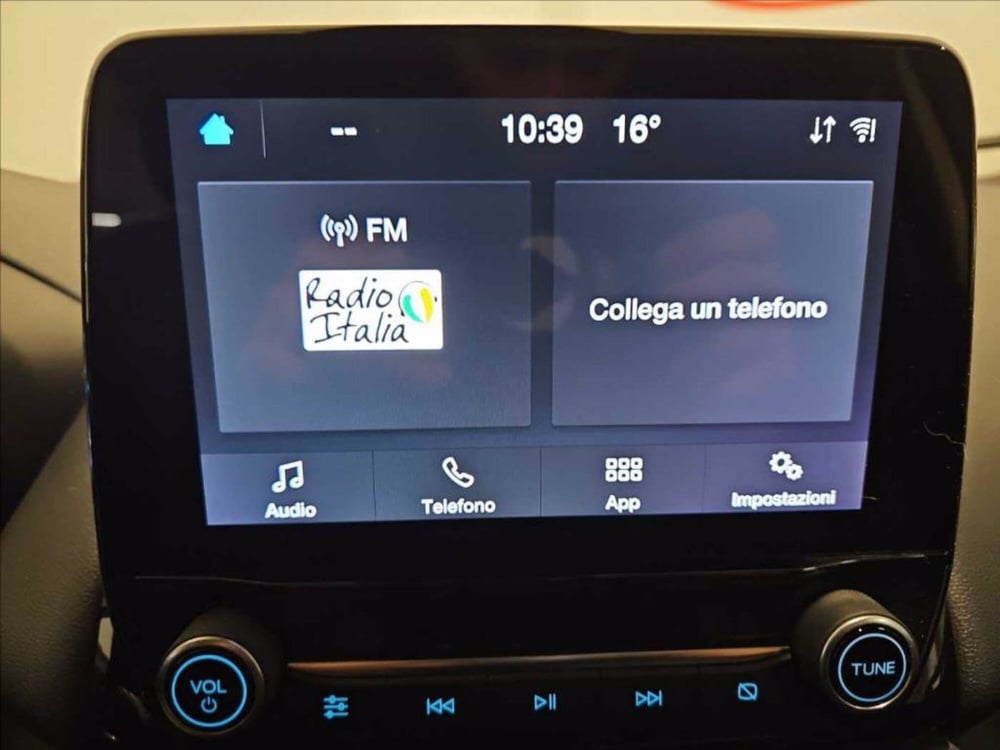 -- 10:39 16°
FM
Radio
Italia
Collega un telefono
Audio Telefono App Impostazioni
VOL
TUNE